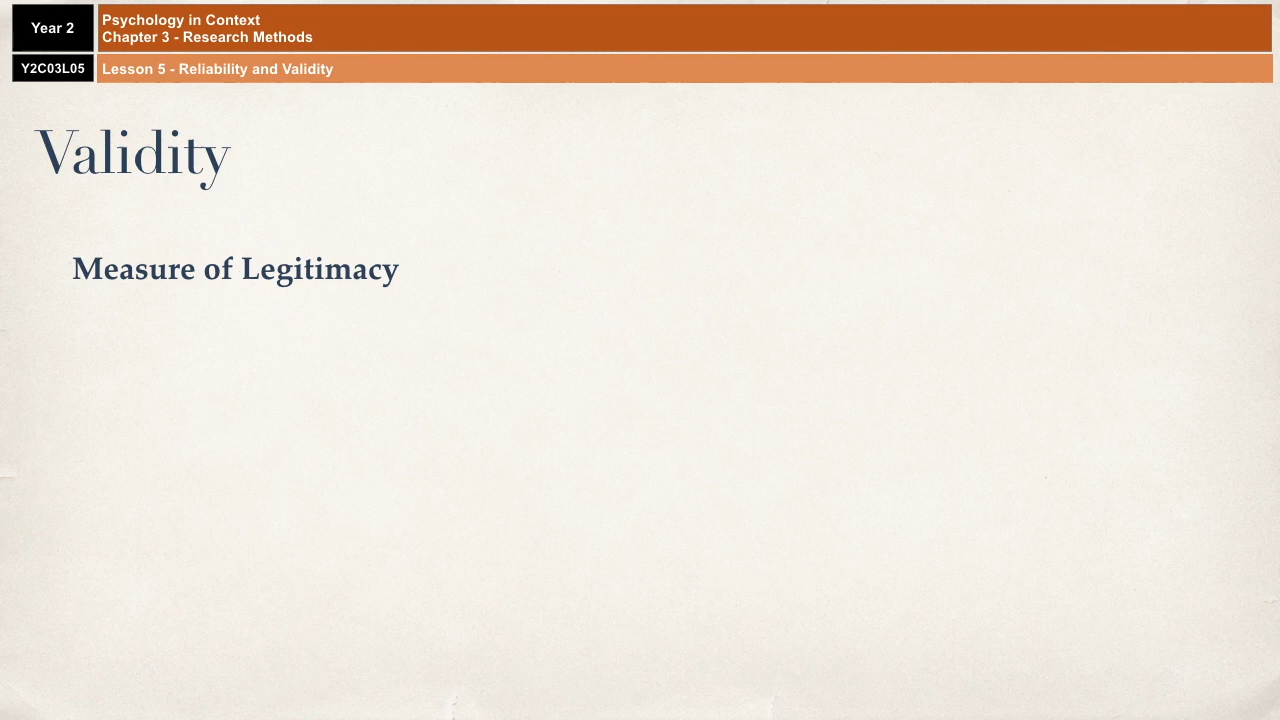 Year 2
Psychology in Context
Chapter 3 - Research Methods
Y2C03L05
Lesson 5 - Reliability and Validity
Validity
Measure of Legitimacy